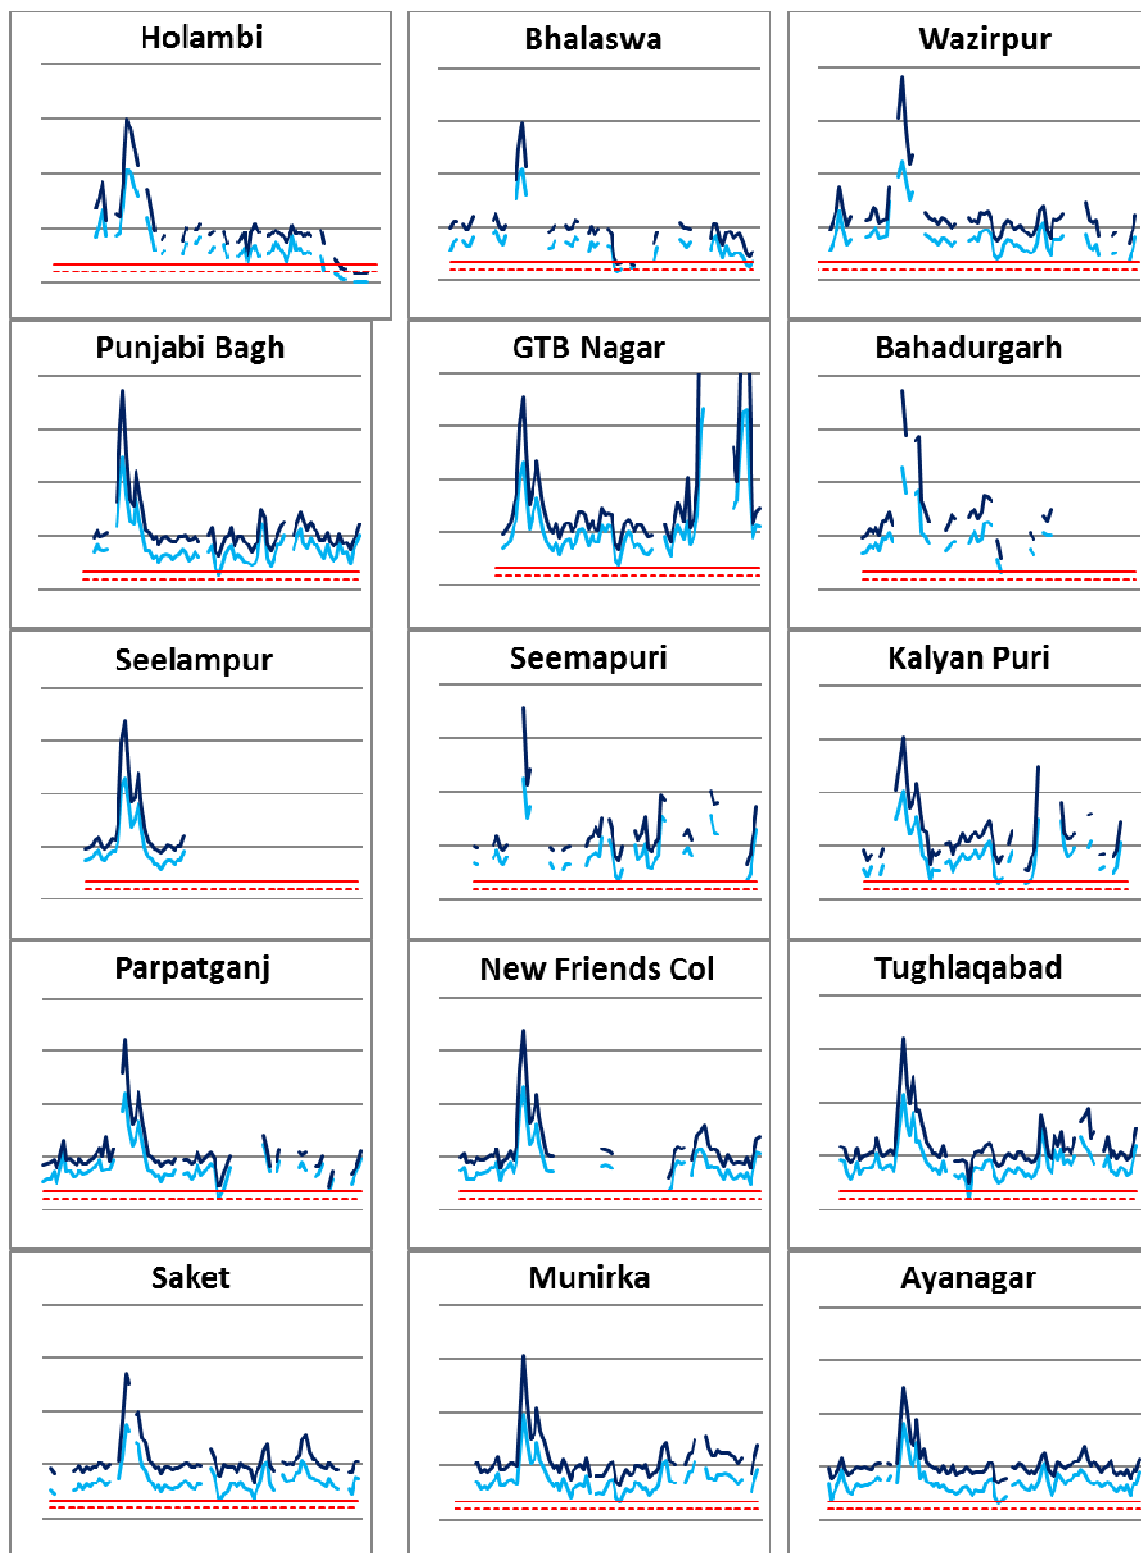 Holambi
Bhalaswa
Wazirpur
Punjabi Bagh
GTB Nagar
Bahadurgarh
Seelampur
Seemapuri
Kalyan Puri
Parpatganj
New Friends Col
Tughlaqabad
Saket
Munirka
Ayanagar